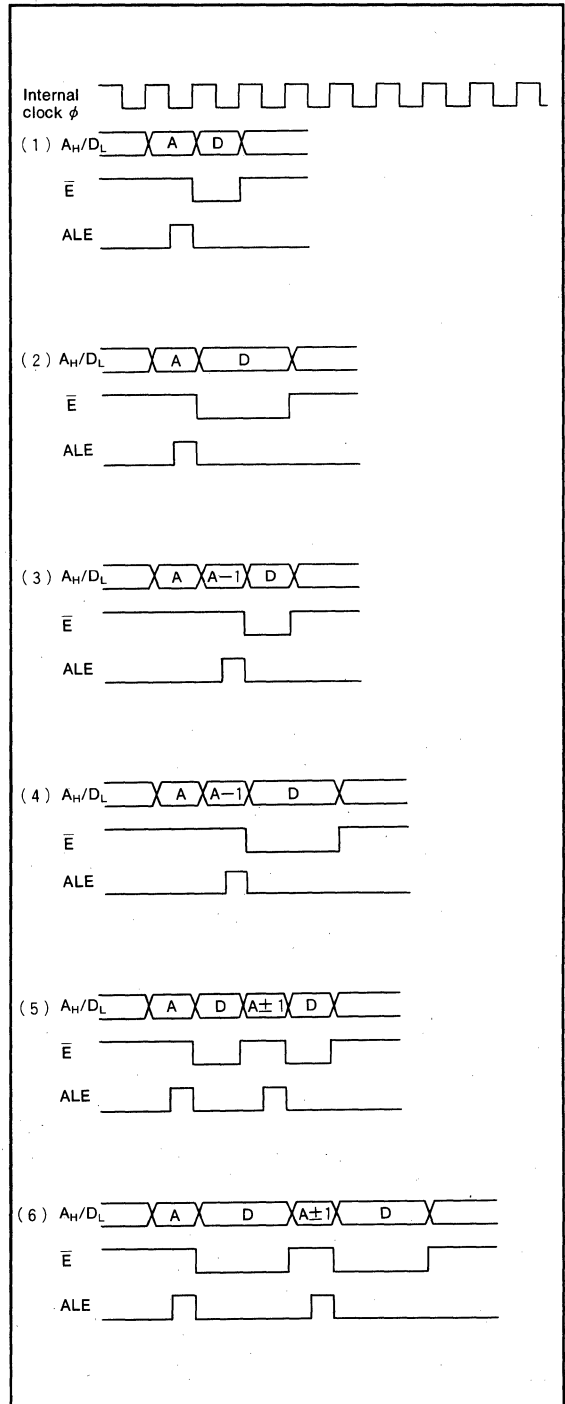 Internal
clock ϕ
(1) A_H/D_L A D
E̅
ALE
(2) A_H/D_L A D
E̅
ALE
(3) A_H/D_L A A−1 D
E̅
ALE
(4) A_H/D_L A A−1 D
E̅
ALE
(5) A_H/D_L A D A±1 D
E̅
ALE
(6) A_H/D_L A D A±1 D
E̅
ALE